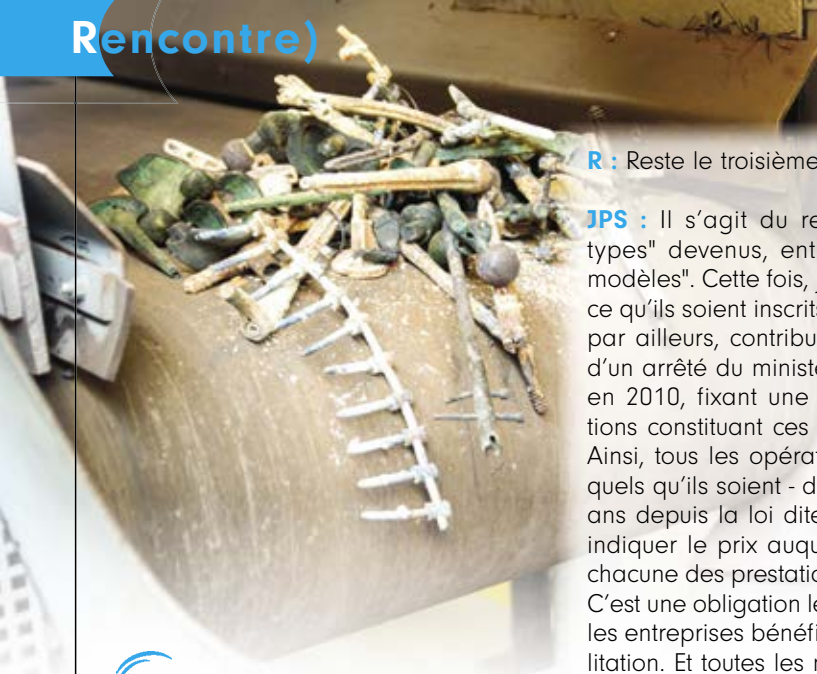 Rencontre)
R : Reste le troisième
JPS : Il s'agit du re
types" devenus, ent
modèles". Cette fois, j
ce qu'ils soient inscrits
par ailleurs, contribu
d'un arrêté du ministè
en 2010, fixant une
tions constituant ces
Ainsi, tous les opérat
quels qu'ils soient - d
ans depuis la loi dite
indiquer le prix auqu
chacune des prestatio
C'est une obligation lé
les entreprises bénéfi
litation. Et toutes les